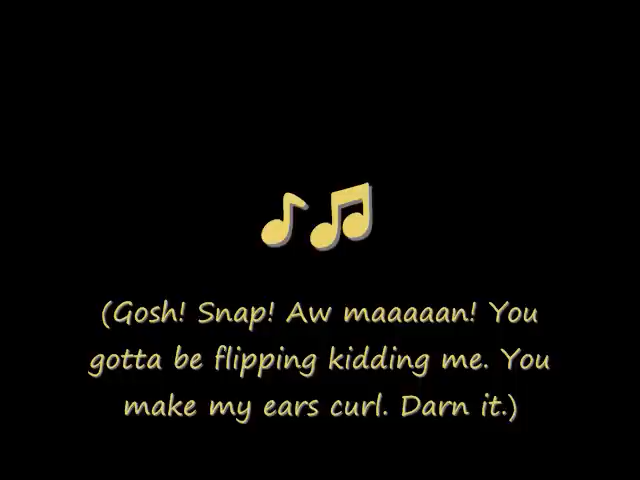 (Gosh! Snap! Aw maaaaan! You
gotta be flipping kidding me. You
make my ears curl. Darn it.)